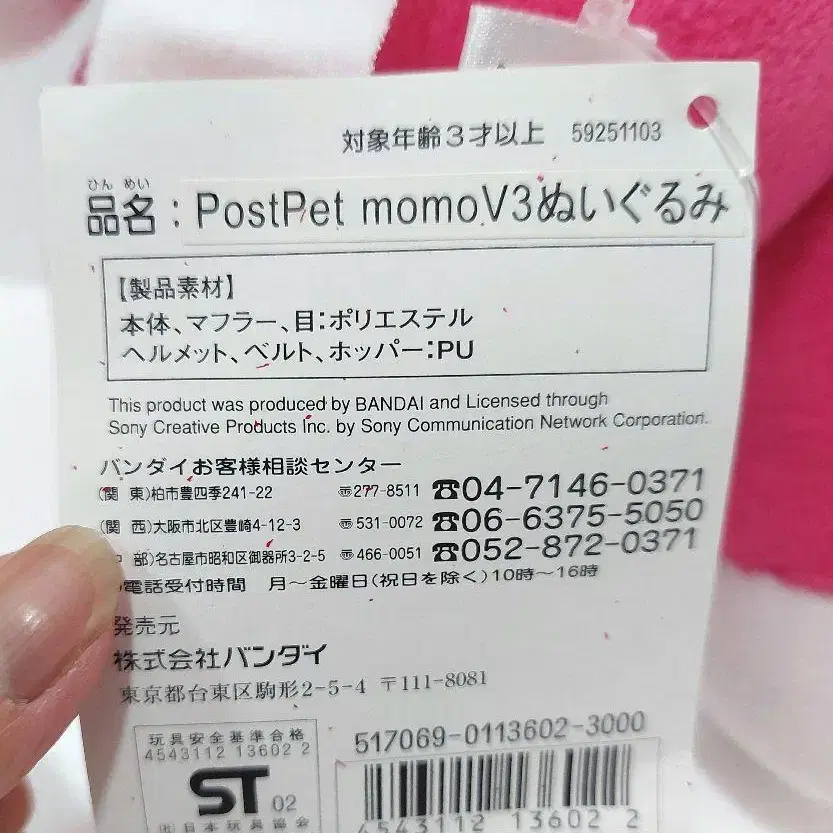 対象年齢3才以上 59251103
ひんめい
品名:PostPet momoV3ぬいぐるみ
【製品素材】
本体、マフラー、目:ポリエステル
ヘルメット、ベルト、ホッパー:PU
This product was produced by BANDAI and Licensed through
Sony Creative Products Inc. by Sony Communication Network Corporation.
バンダイお客様相談センター
(関 東)柏市豊四季241-22 〠277-8511 ☎04-7146-0371
(関 西)大阪市北区豊崎4-12-3 〠531-0072 ☎06-6375-5050
部)名古屋市昭和区御器所3-2-5 〠466-0051 ☎052-872-0371
電話受付時間 月~金曜日(祝日を除く)10時~16時
発売元
株式会社バンダイ
東京都台東区駒形2-5-4 〒111-8081
玩具安全基準合格
4543112 13602 2
ST 02
日本玩具協会
517069-0113602-3000
4543112 13602 2